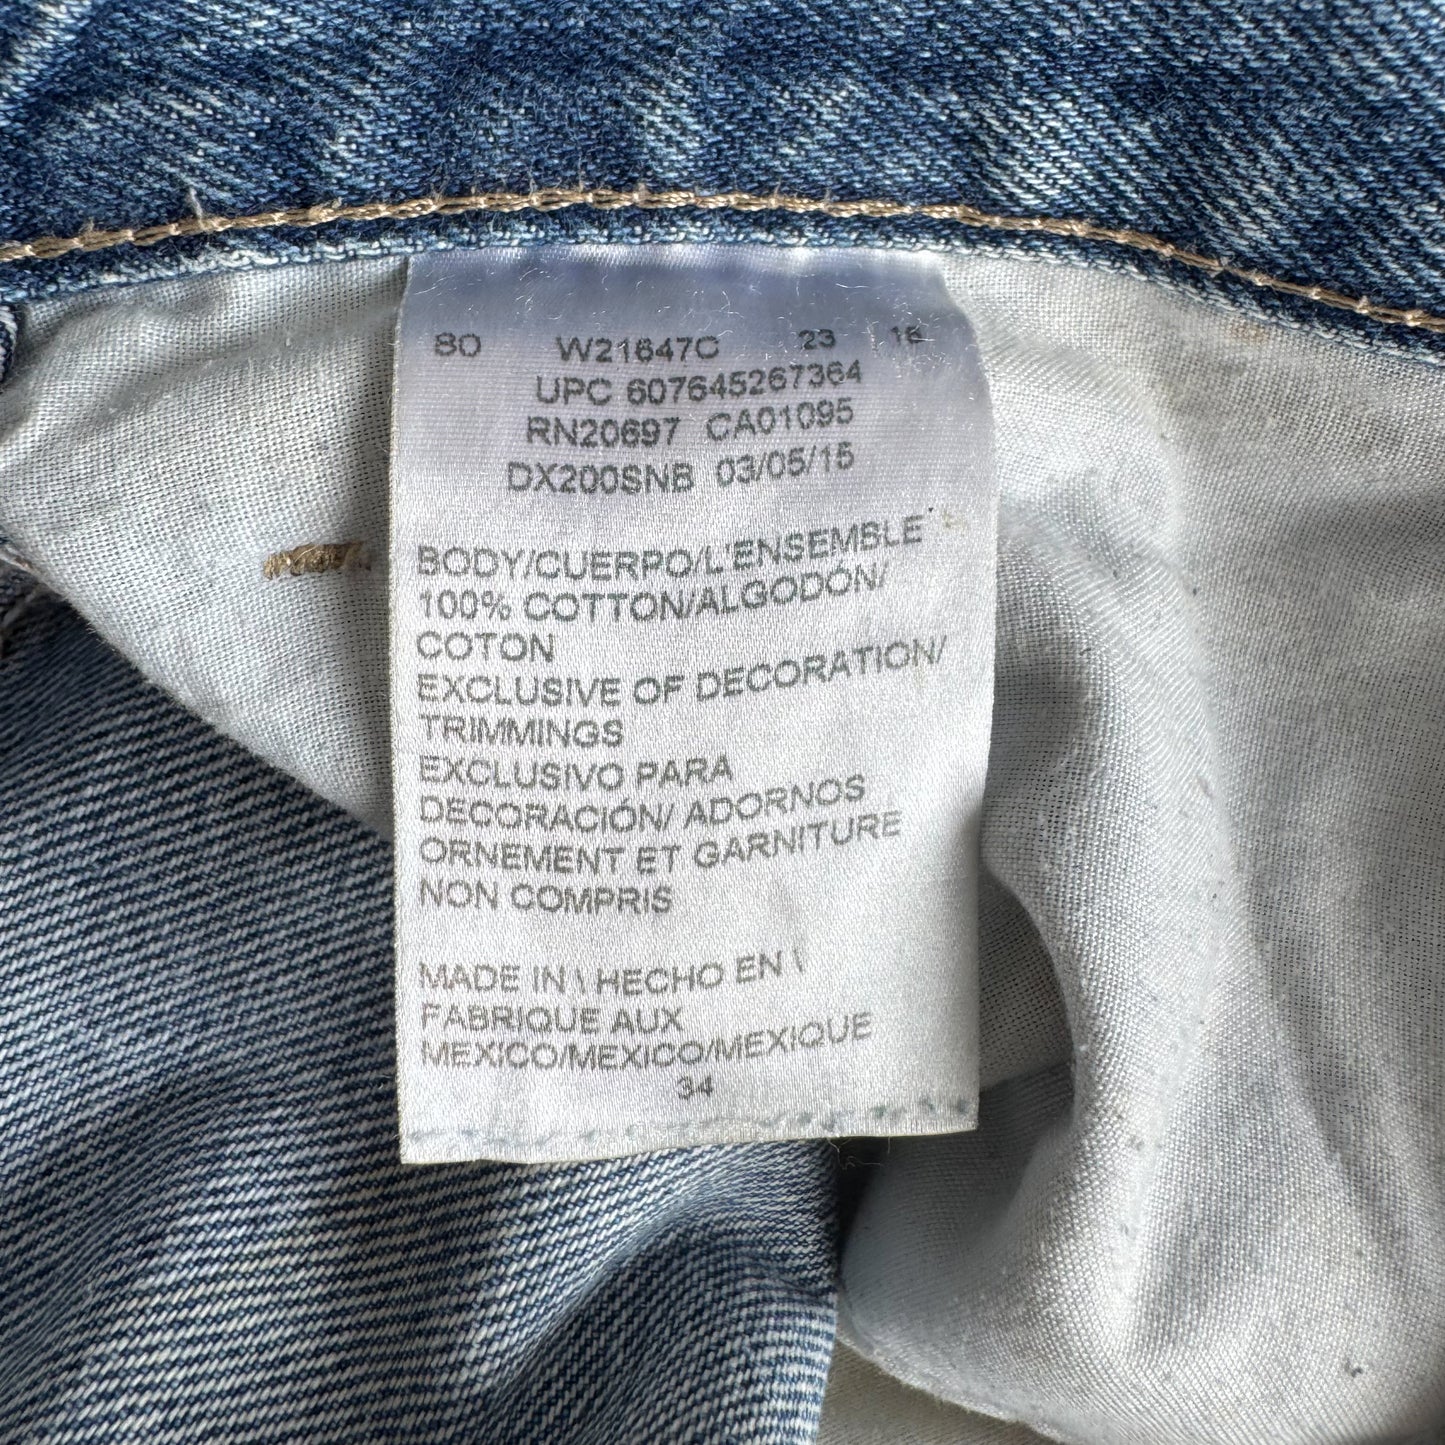 80 W21647C 23 18
UPC 607645267364
RN20697 CA01095
DX200SNB 03/05/15
BODY/CUERPO/L'ENSEMBLE
100% COTTON/ALGODÓN/
COTON
EXCLUSIVE OF DECORATION/
TRIMMINGS
EXCLUSIVO PARA
DECORACIÓN/ ADORNOS
ORNEMENT ET GARNITURE
NON COMPRIS
MADE IN \ HECHO EN \
FABRIQUE AUX
MEXICO/MEXICO/MEXIQUE
34